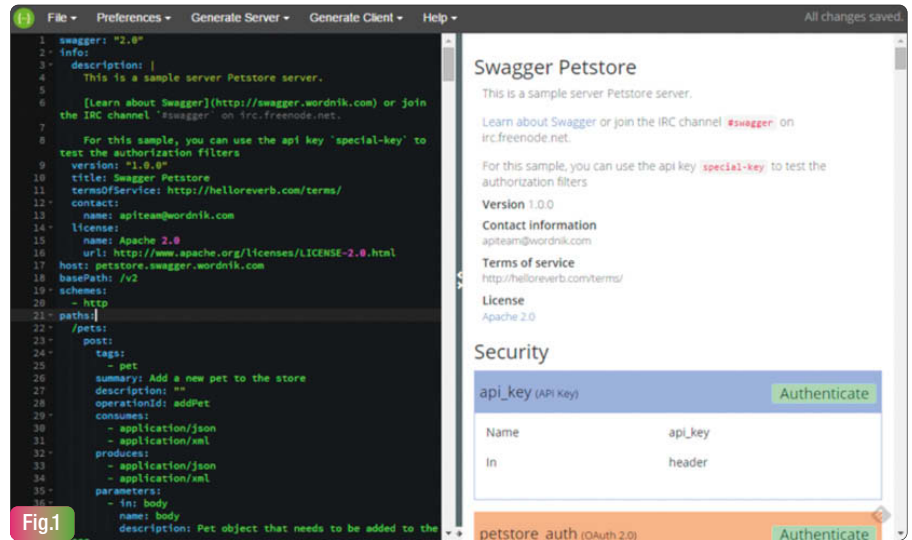 File Preferences Generate Server Generate Client Help All changes saved.
1 swagger: "2.0"
2 info:
3 description: |
4 This is a sample server Petstore server.
5
6 [Learn about Swagger](http://swagger.wordnik.com) or join
the IRC channel `#swagger` on irc.freenode.net.
7
8 For this sample, you can use the api key `special-key` to
test the authorization filters
9 version: "1.0.0"
10 title: Swagger Petstore
11 termsOfService: http://helloreverb.com/terms/
12 contact:
13 name: apiteam@wordnik.com
14 license:
15 name: Apache 2.0
16 url: http://www.apache.org/licenses/LICENSE-2.0.html
17 host: petstore.swagger.wordnik.com
18 basePath: /v2
19 schemes:
20 - http
21 paths:
22 /pets:
23 post:
24 tags:
25 - pet
26 summary: Add a new pet to the store
27 description: ""
28 operationId: addPet
29 consumes:
30 - application/json
31 - application/xml
32 produces:
33 - application/json
34 - application/xml
35 parameters:
36 - in: body
name: body
description: Pet object that needs to be added to the
Swagger Petstore
This is a sample server Petstore server.
Learn about Swagger or join the IRC channel #swagger on
irc.freenode.net.
For this sample, you can use the api key special-key to test the
authorization filters
Version 1.0.0
Contact information
apiteam@wordnik.com
Terms of service
http://helloreverb.com/terms/
License
Apache 2.0
Security
api_key (API Key) Authenticate
Name api_key
In header
petstore_auth (OAuth 2.0) Authenticate
Fig.1